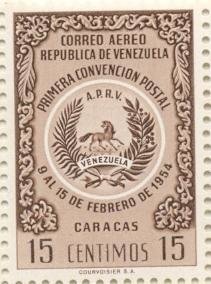 CORREO AEREO
REPUBLICA DE VENEZUELA
PRIMERA CONVENCION POSTAL
A.P.R.V.
VENEZUELA
9 AL 15 DE FEBRERO DE 1954
CARACAS
15 CENTIMOS 15
COURVOISIER S.A.